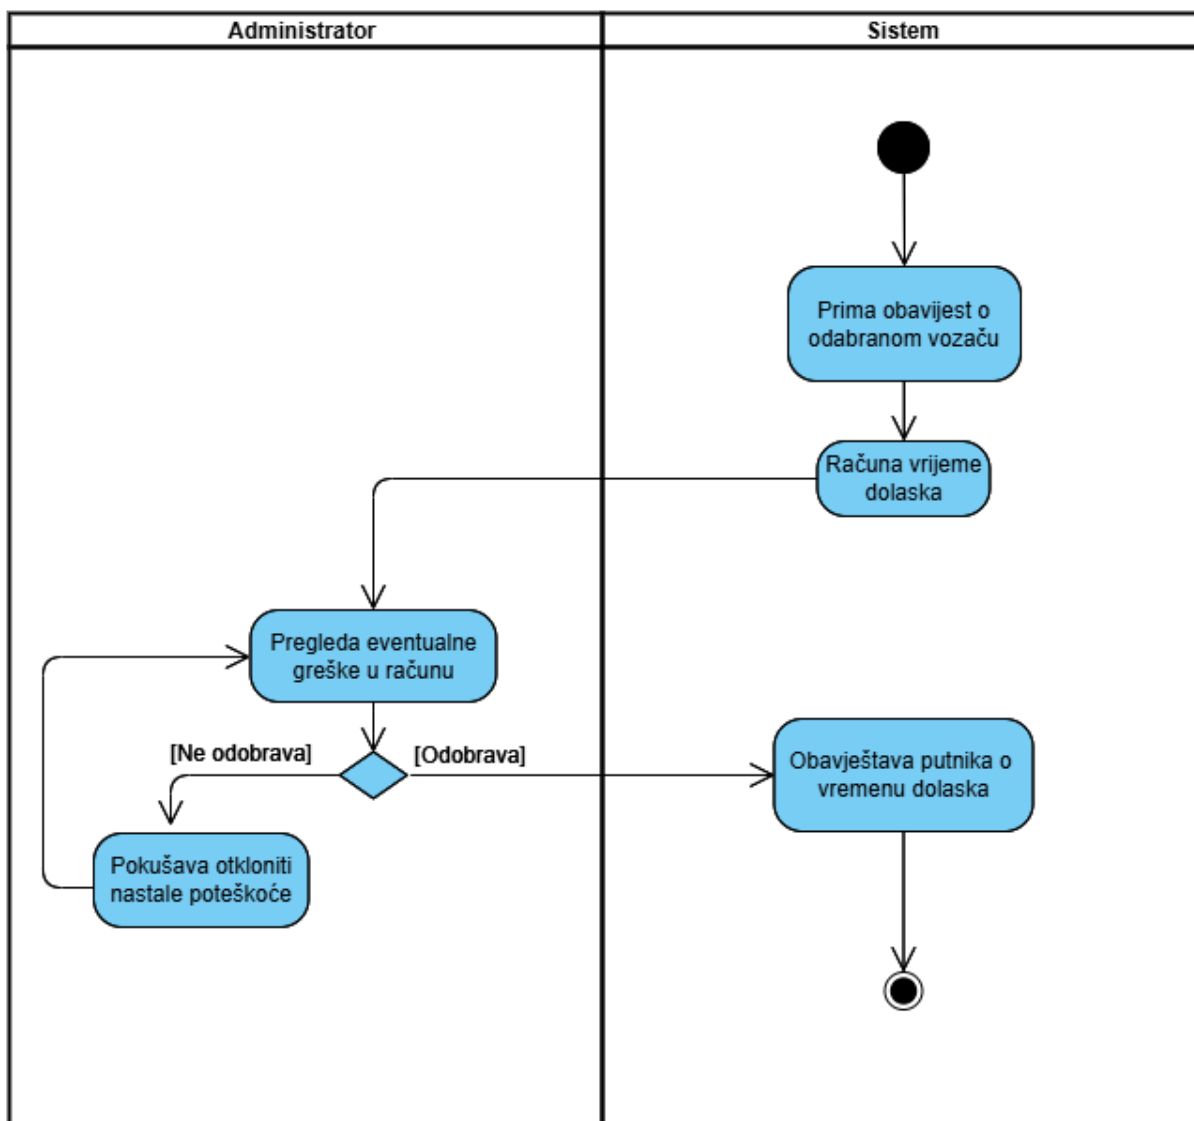 Administrator
Sistem
Prima obavijest o
odabranom vozaču
Računa vrijeme
dolaska
Pregleda eventualne
greške u računu
[Ne odobrava]
[Odobrava]
Obavještava putnika o
vremenu dolaska
Pokušava otkloniti
nastale poteškoće